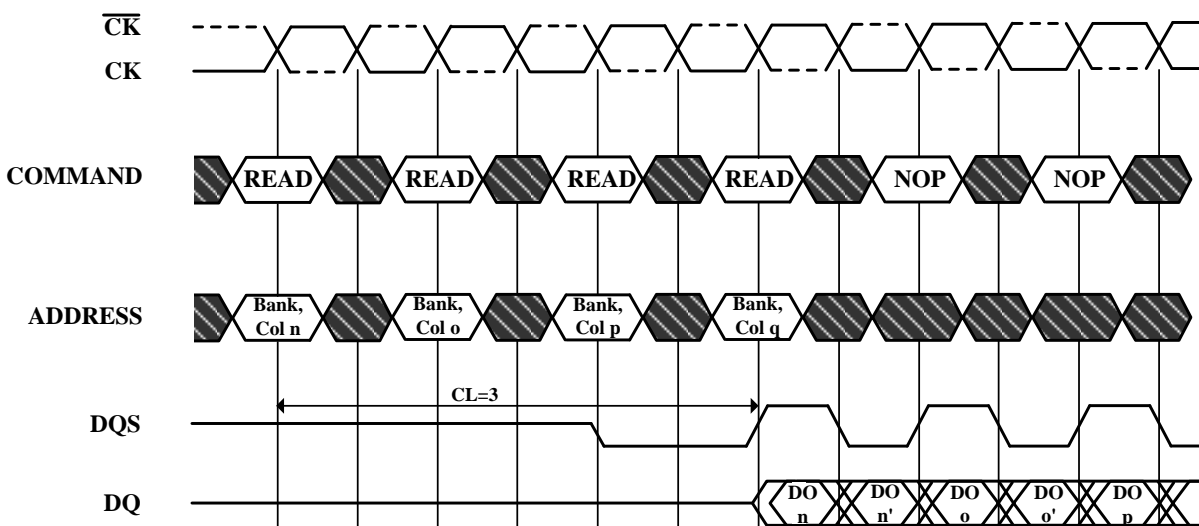 CK
CK
COMMAND READ READ READ READ NOP NOP
ADDRESS
Bank,
Col n
Bank,
Col o
Bank,
Col p
Bank,
Col q
CL=3
DQS
DQ
DO
n
DO
n'
DO
o
DO
o'
DO
p